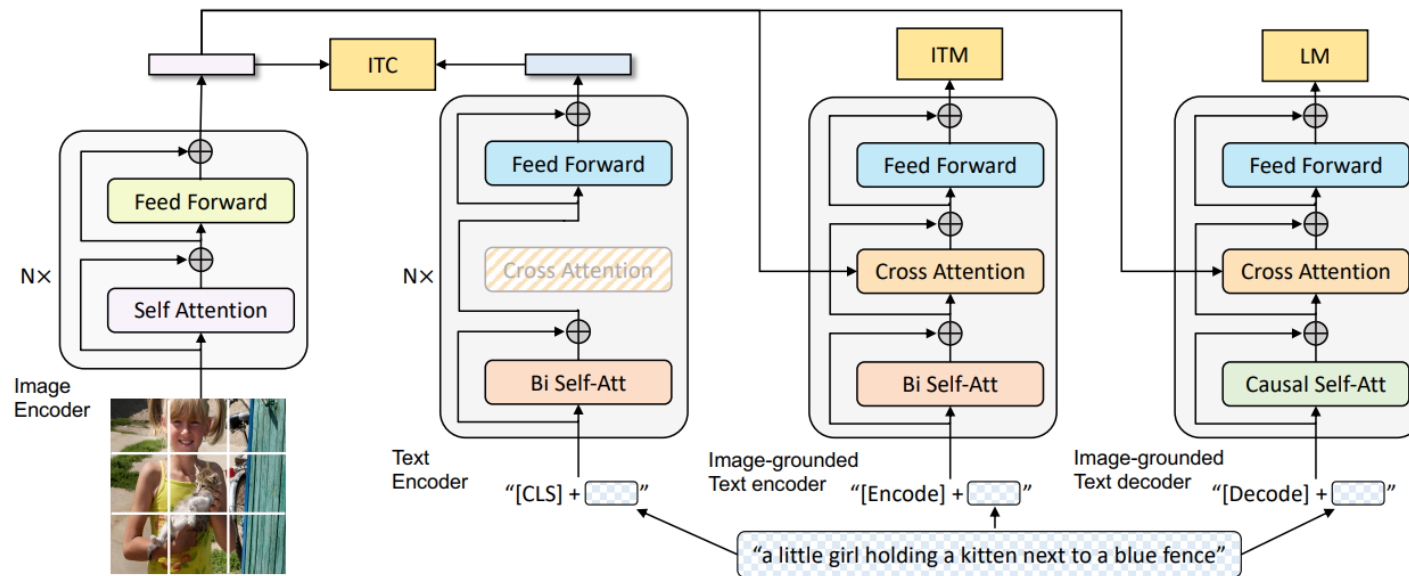 ITC
ITM
LM
N×
Feed Forward
Self Attention
Image
Encoder
N×
Feed Forward
Cross Attention
Bi Self-Att
Text
Encoder
“[CLS] + ”
Feed Forward
Cross Attention
Bi Self-Att
Image-grounded
Text encoder
“[Encode] + ”
Feed Forward
Cross Attention
Causal Self-Att
Image-grounded
Text decoder
“[Decode] + ”
“a little girl holding a kitten next to a blue fence”